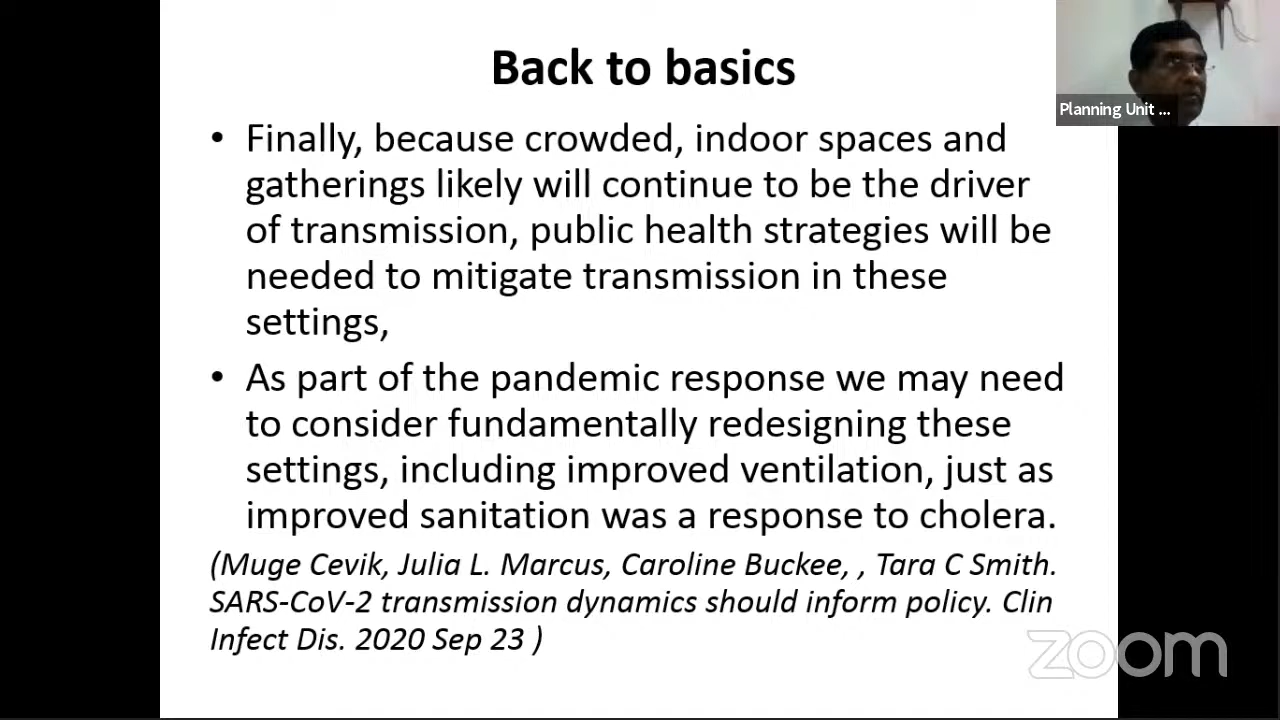 Back to basics
• Finally, because crowded, indoor spaces and
gatherings likely will continue to be the driver
of transmission, public health strategies will be
needed to mitigate transmission in these
settings,
• As part of the pandemic response we may need
to consider fundamentally redesigning these
settings, including improved ventilation, just as
improved sanitation was a response to cholera.
(Muge Cevik, Julia L. Marcus, Caroline Buckee, , Tara C Smith.
SARS-CoV-2 transmission dynamics should inform policy. Clin
Infect Dis. 2020 Sep 23 )
Planning Unit ...
zoom